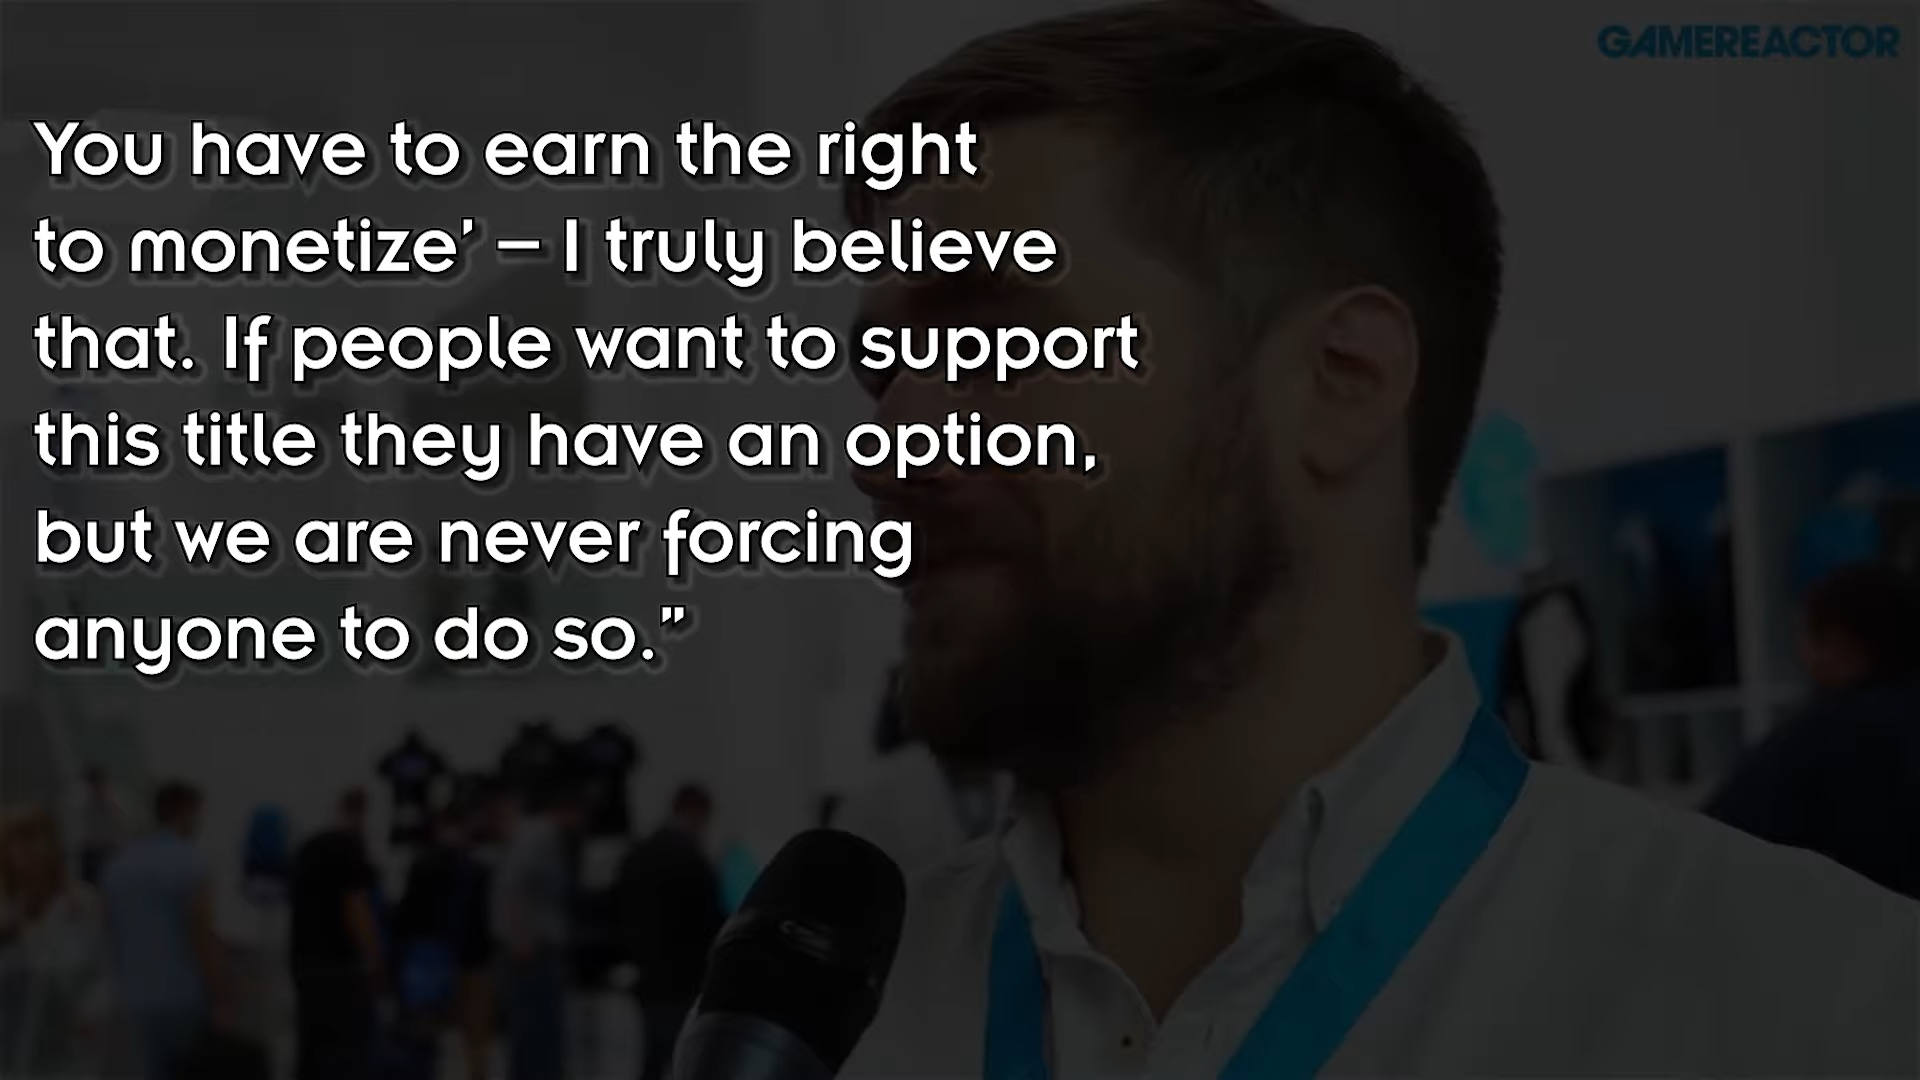 GAMEREACTOR
You have to earn the right
to monetize’ – I truly believe
that. If people want to support
this title they have an option,
but we are never forcing
anyone to do so.”